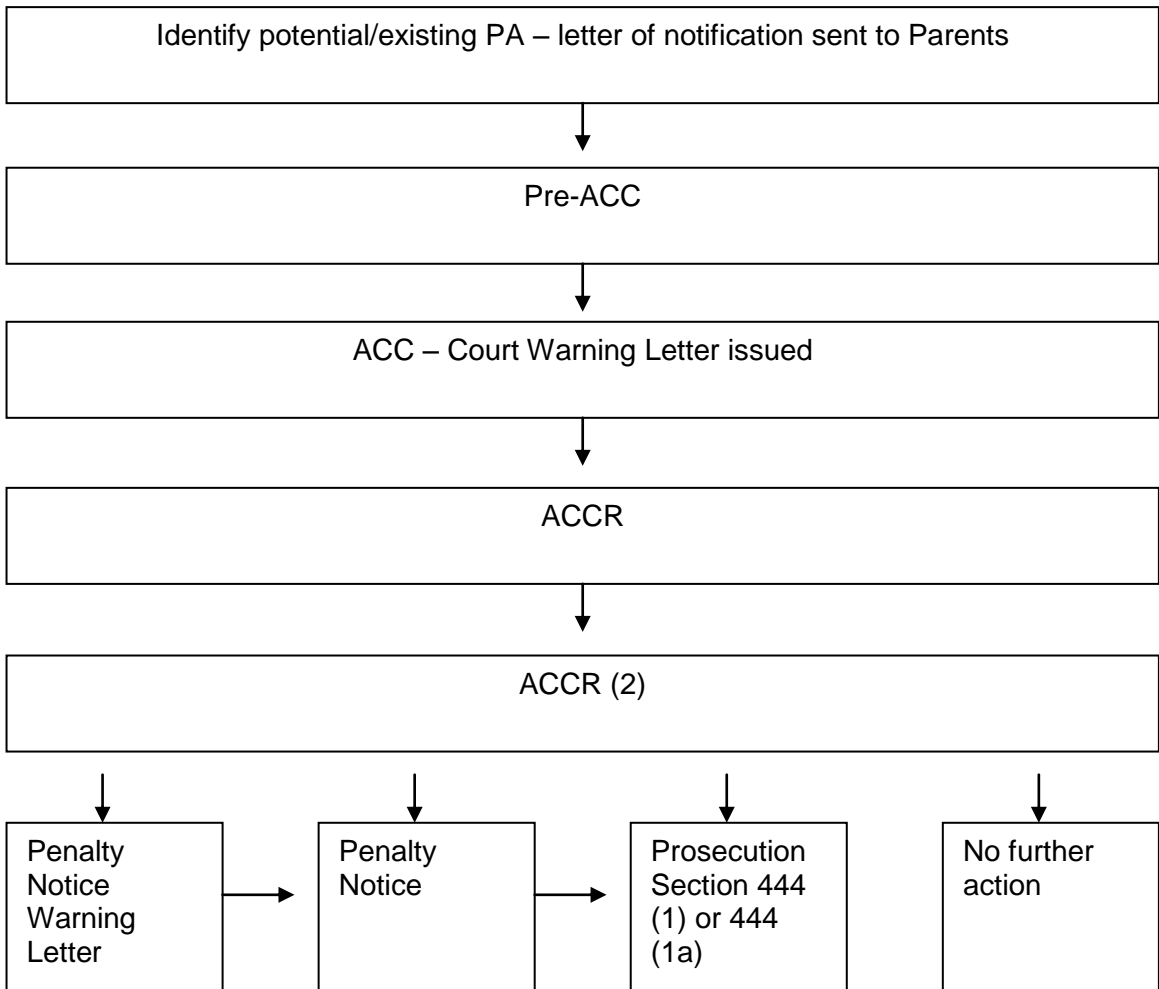 Identify potential/existing PA – letter of notification sent to Parents
Pre-ACC
ACC – Court Warning Letter issued
ACCR
ACCR (2)
Penalty
Notice
Warning
Letter
Penalty
Notice
Prosecution
Section 444
(1) or 444
(1a)
No further
action